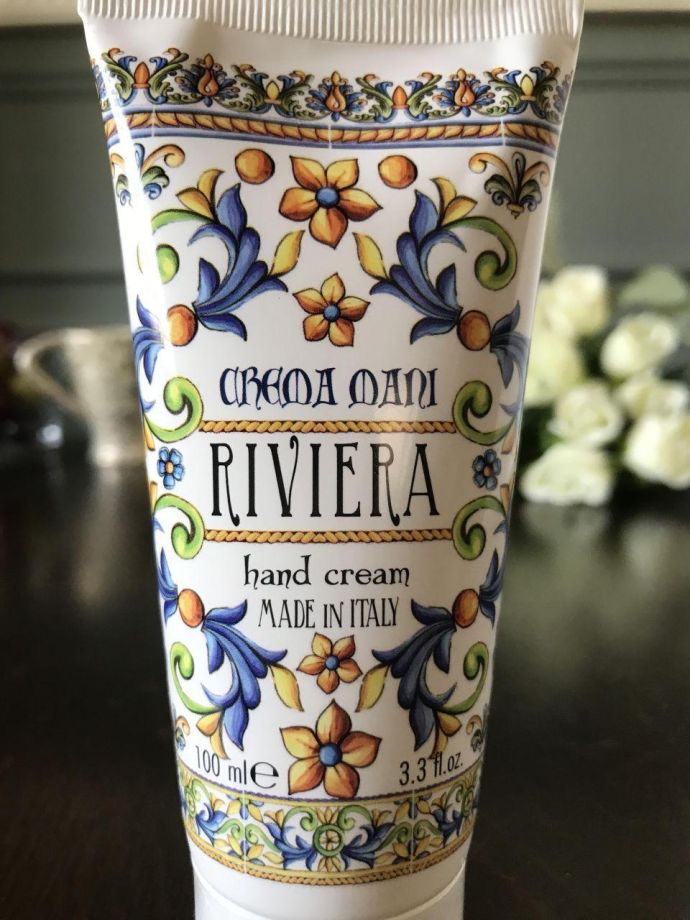 CREMA MANI
RIVIERA
hand cream
MADE IN ITALY
100 ml ℮ 3.3 fl.oz.